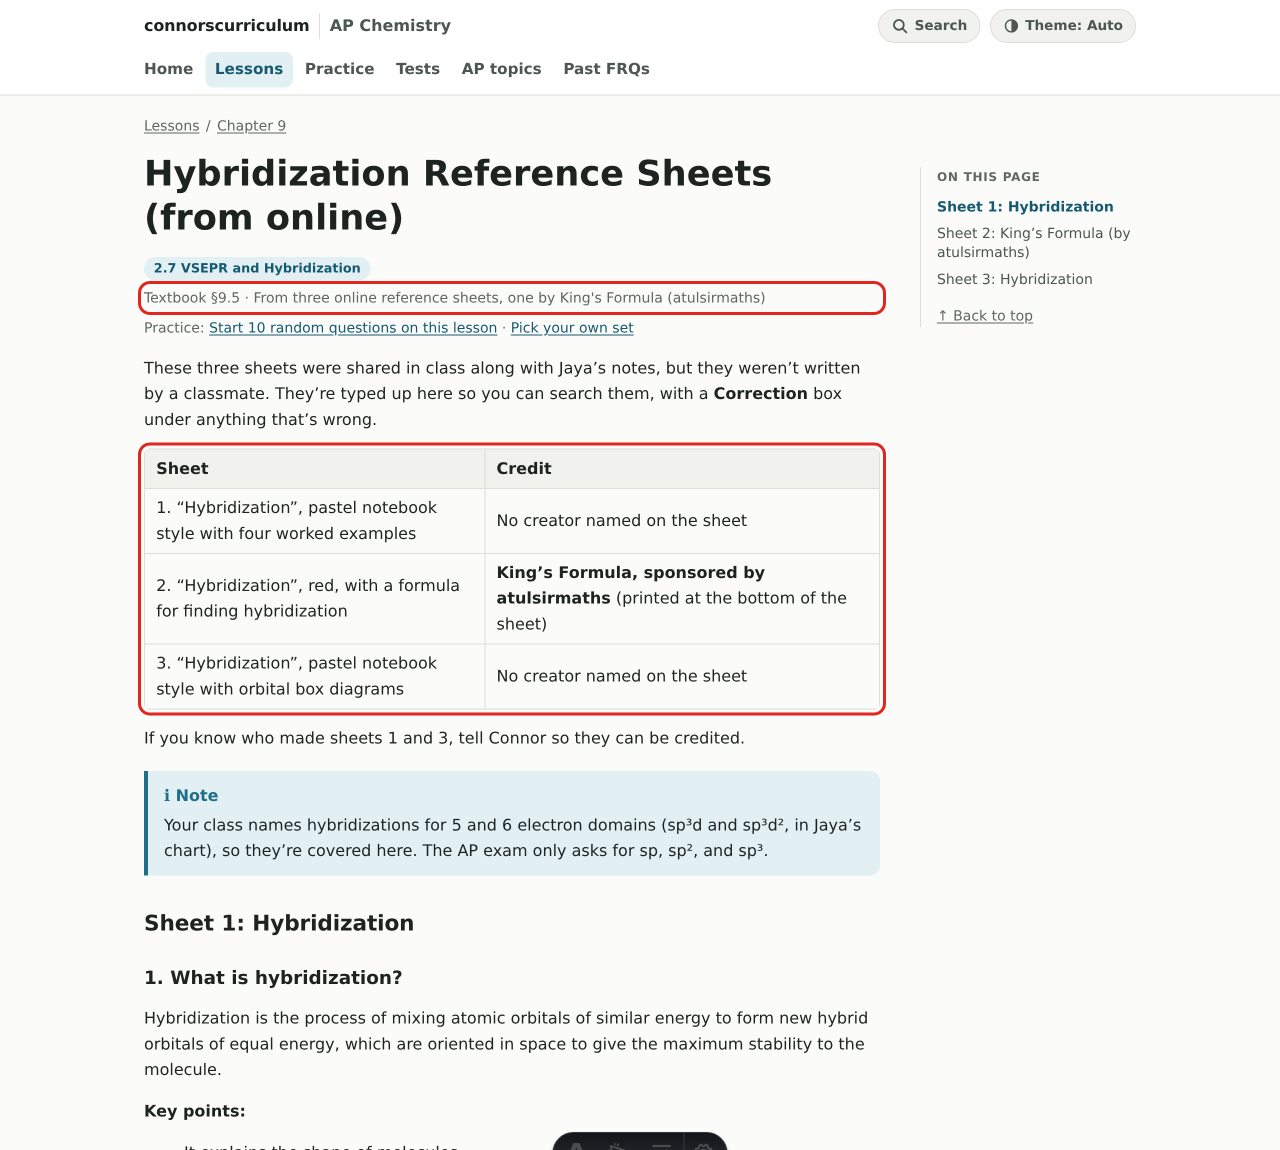 connorscurriculum
AP Chemistry
Search
Theme: Auto
Home
Lessons
Practice
Tests
AP topics
Past FRQs
Lessons / Chapter 9
Hybridization Reference Sheets
(from online)
2.7 VSEPR and Hybridization
Textbook §9.5 · From three online reference sheets, one by King's Formula (atulsirmaths)
Practice: Start 10 random questions on this lesson · Pick your own set
These three sheets were shared in class along with Jaya’s notes, but they weren’t written
by a classmate. They’re typed up here so you can search them, with a Correction box
under anything that’s wrong.
Sheet
Credit
1. “Hybridization”, pastel notebook
style with four worked examples
No creator named on the sheet
2. “Hybridization”, red, with a formula
for finding hybridization
King’s Formula, sponsored by
atulsirmaths (printed at the bottom of the
sheet)
3. “Hybridization”, pastel notebook
style with orbital box diagrams
No creator named on the sheet
If you know who made sheets 1 and 3, tell Connor so they can be credited.
ℹ Note
Your class names hybridizations for 5 and 6 electron domains (sp³d and sp³d², in Jaya’s
chart), so they’re covered here. The AP exam only asks for sp, sp², and sp³.
Sheet 1: Hybridization
1. What is hybridization?
Hybridization is the process of mixing atomic orbitals of similar energy to form new hybrid
orbitals of equal energy, which are oriented in space to give the maximum stability to the
molecule.
Key points:
It explains the shape of molecules
ON THIS PAGE
Sheet 1: Hybridization
Sheet 2: King’s Formula (by
atulsirmaths)
Sheet 3: Hybridization
↑ Back to top